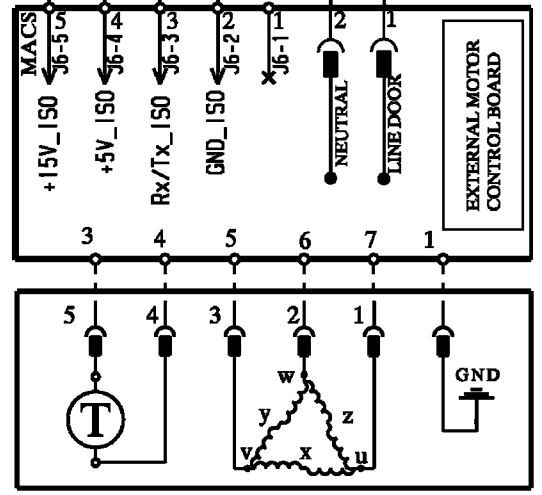 MACS
5 4 3 2 1 2 1
J6-5 J6-4 J6-3 J6-2 J6-1
+15V_ISO
+5V_ISO
Rx/Tx_ISO
GND_ISO
NEUTRAL
LINE DOOR
EXTERNAL MOTOR
CONTROL BOARD
3 4 5 6 7 1
5 4 3 2 1
GND
T
w
y z
v x u